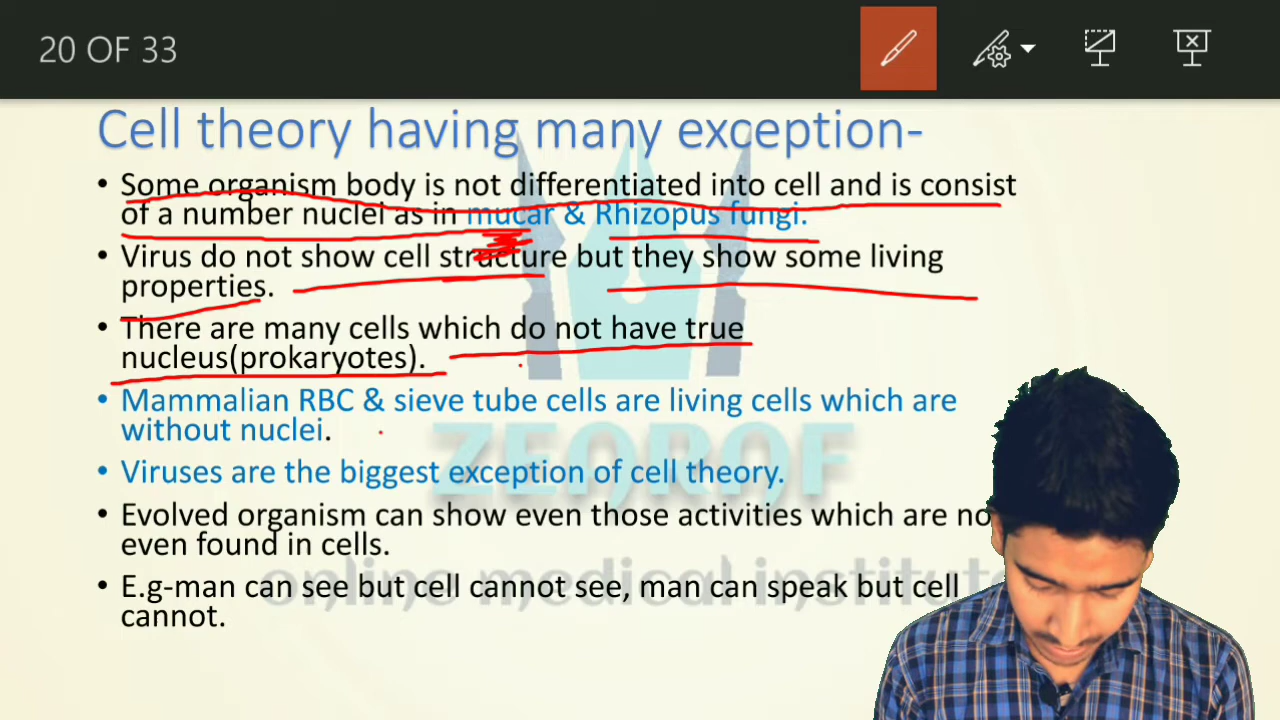 20 OF 33
Cell theory having many exception-
• Some organism body is not differentiated into cell and is consist
of a number nuclei as in mucar & Rhizopus fungi.
• Virus do not show cell structure but they show some living
properties.
• There are many cells which do not have true
nucleus(prokaryotes).
• Mammalian RBC & sieve tube cells are living cells which are
without nuclei.
• Viruses are the biggest exception of cell theory.
• Evolved organism can show even those activities which are no
even found in cells.
• E.g-man can see but cell cannot see, man can speak but cell
cannot.
ZEQRQF
online medical institute